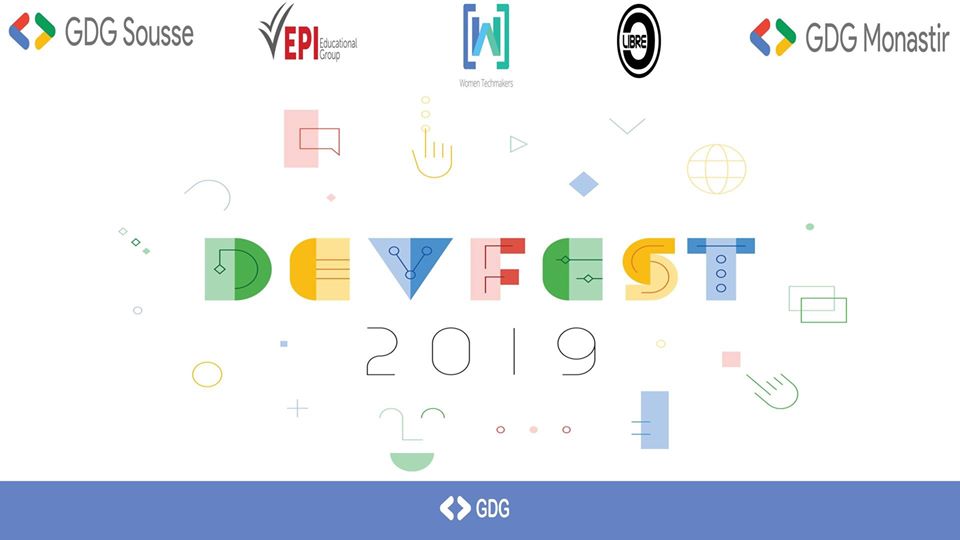 GDG Sousse
EPI Educational
Group
Women Techmakers
LIBRE
GDG Monastir
DEVFEST
2019
GDG